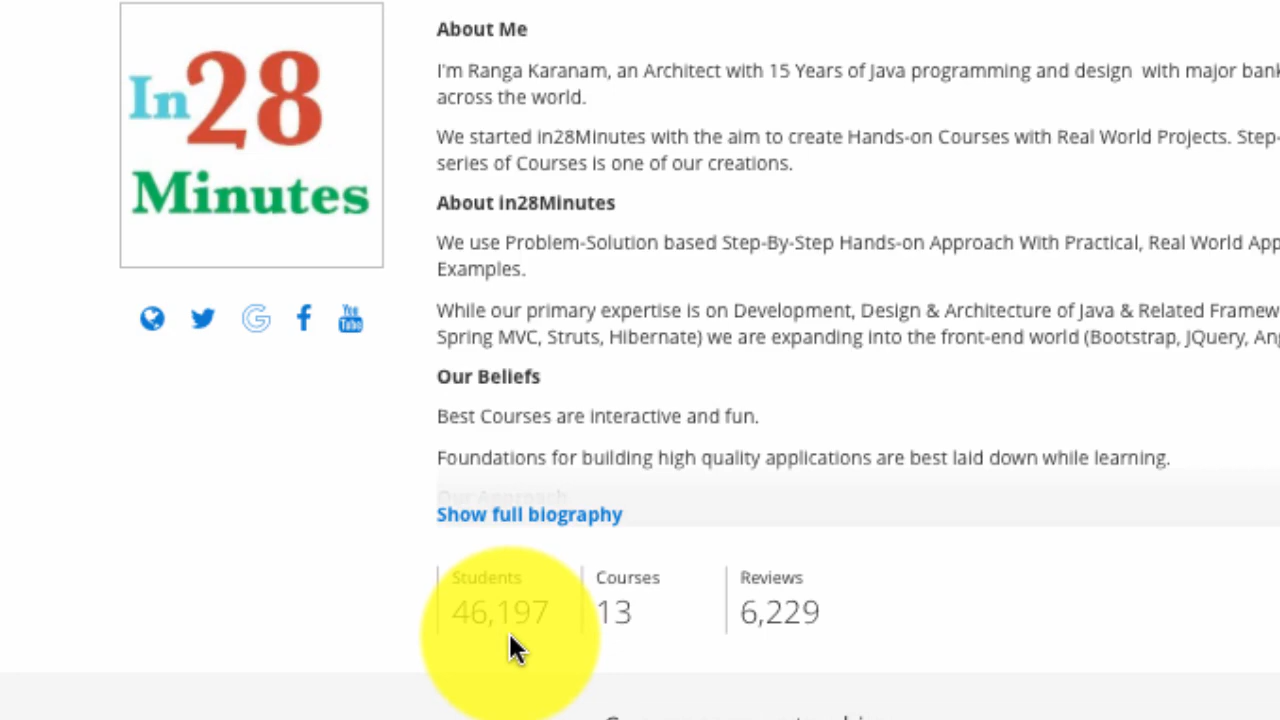 In28
Minutes
You
Tube
About Me
I'm Ranga Karanam, an Architect with 15 Years of Java programming and design with major bank
across the world.
We started in28Minutes with the aim to create Hands-on Courses with Real World Projects. Step-
series of Courses is one of our creations.
About in28Minutes
We use Problem-Solution based Step-By-Step Hands-on Approach With Practical, Real World App
Examples.
While our primary expertise is on Development, Design & Architecture of Java & Related Framew
Spring MVC, Struts, Hibernate) we are expanding into the front-end world (Bootstrap, JQuery, An
Our Beliefs
Best Courses are interactive and fun.
Foundations for building high quality applications are best laid down while learning.
Our Approach
Show full biography
Students Courses Reviews
46,197 13 6,229